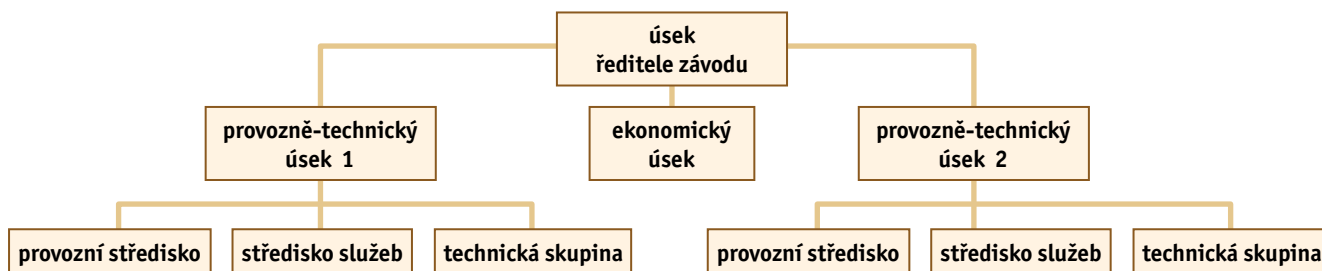 úsek
ředitele závodu
provozně-technický
úsek 1
ekonomický
úsek
provozně-technický
úsek 2
provozní středisko
středisko služeb
technická skupina
provozní středisko
středisko služeb
technická skupina